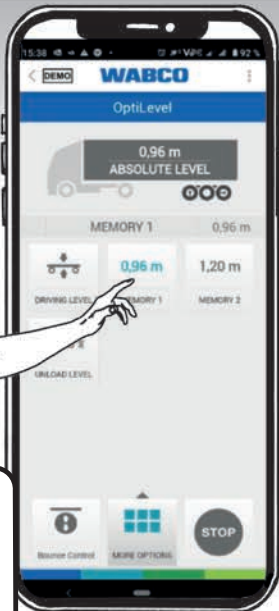 15:38
92 %
DEMO WABCO
OptiLevel
0,96 m
ABSOLUTE LEVEL
MEMORY 1 0,96 m
0,96 m 1,20 m
DRIVING LEVEL MEMORY 1 MEMORY 2
UNLOAD LEVEL
Bounce Control MORE OPTIONS STOP